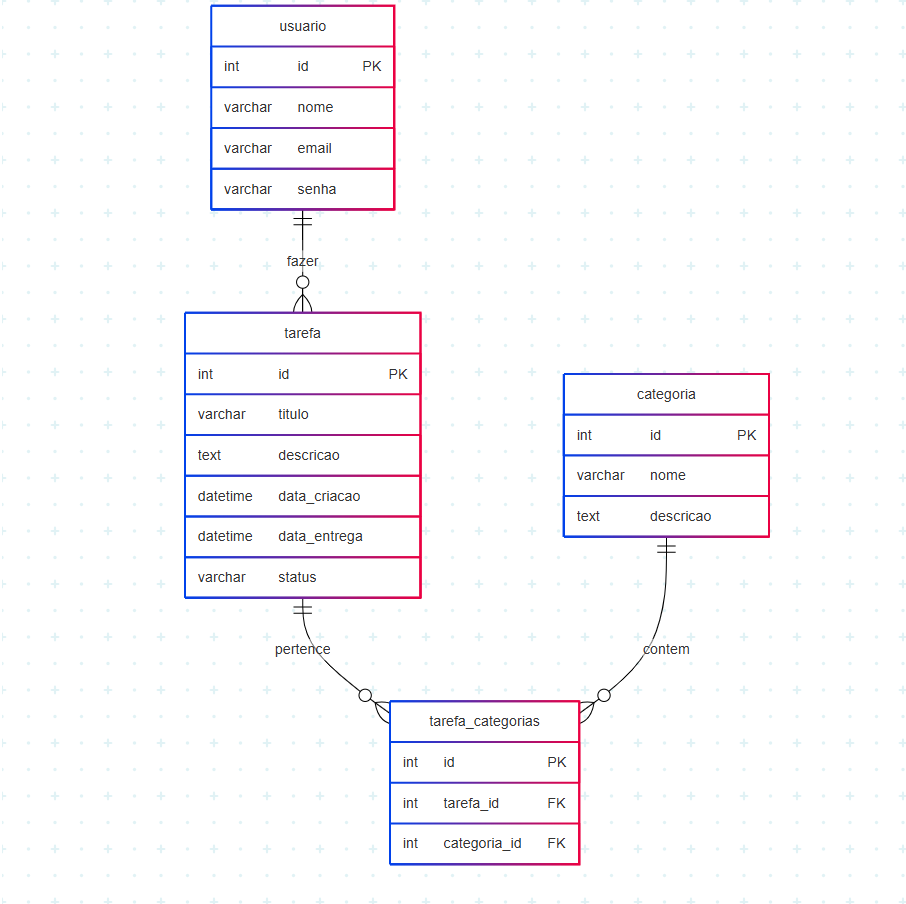 usuario
int id PK
varchar nome
varchar email
varchar senha
fazer
tarefa
int id PK
varchar titulo
text descricao
datetime data_criacao
datetime data_entrega
varchar status
categoria
int id PK
varchar nome
text descricao
pertence
contem
tarefa_categorias
int id PK
int tarefa_id FK
int categoria_id FK